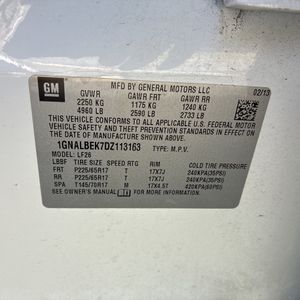 GM
MFD BY GENERAL MOTORS LLC
02/13
GVWR GAWR FRT GAWR RR
2250 KG 1175 KG 1240 KG
4960 LB 2590 LB 2733 LB
THIS VEHICLE CONFORMS TO ALL APPLICABLE U.S. FEDERAL MOTOR
VEHICLE SAFETY AND THEFT PREVENTION STANDARDS IN EFFECT ON
THE DATE OF MANUFACTURE SHOWN ABOVE.
1GNALBEK7DZ113163 TYPE: M.P.V.
MODEL: LF26
LBBF TIRE SIZE SPEED RTG RIM COLD TIRE PRESSURE
FRT P225/65R17 T 17X7J 240KPA(35PSI)
RR P225/65R17 T 17X7J 240KPA(35PSI)
SPA T145/70R17 M 17X4.5T 420KPA(60PSI)
SEE OWNER'S MANUAL